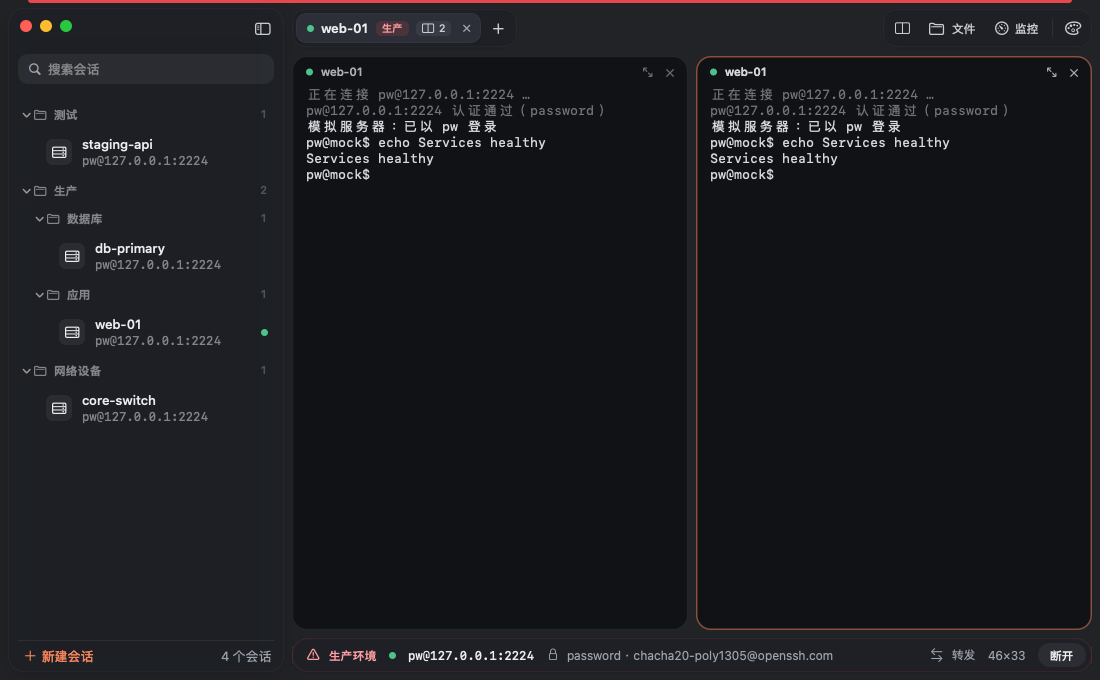 搜索会话
测试 1
staging-api
pw@127.0.0.1:2224
生产 2
数据库 1
db-primary
pw@127.0.0.1:2224
应用 1
web-01
pw@127.0.0.1:2224
网络设备 1
core-switch
pw@127.0.0.1:2224
新建会话 4 个会话
web-01 生产 2
文件 监控
web-01
正在连接 pw@127.0.0.1:2224 …
pw@127.0.0.1:2224 认证通过（password）
模拟服务器：已以 pw 登录
pw@mock$ echo Services healthy
Services healthy
pw@mock$
web-01
正在连接 pw@127.0.0.1:2224 …
pw@127.0.0.1:2224 认证通过（password）
模拟服务器：已以 pw 登录
pw@mock$ echo Services healthy
Services healthy
pw@mock$
生产环境 pw@127.0.0.1:2224 password · chacha20-poly1305@openssh.com 转发 46×33 断开